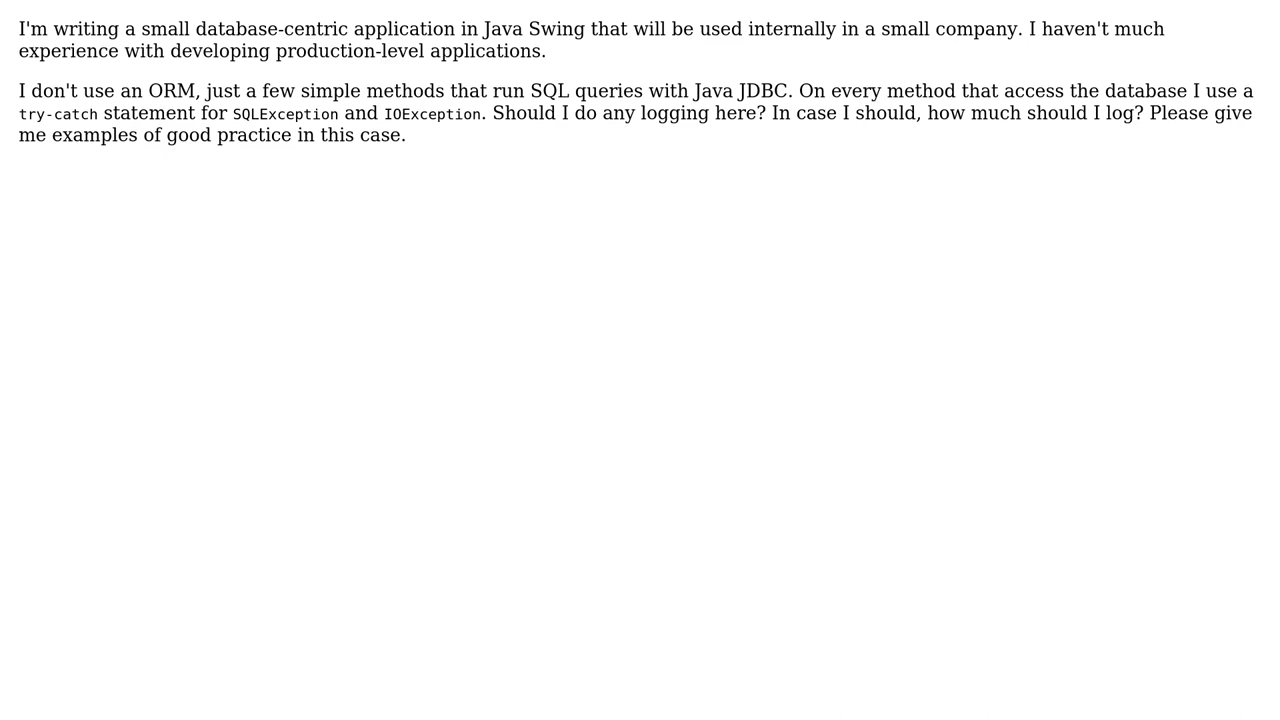 I'm writing a small database-centric application in Java Swing that will be used internally in a small company. I haven't much
experience with developing production-level applications.
I don't use an ORM, just a few simple methods that run SQL queries with Java JDBC. On every method that access the database I use a
try-catch statement for SQLException and IOException. Should I do any logging here? In case I should, how much should I log? Please give
me examples of good practice in this case.